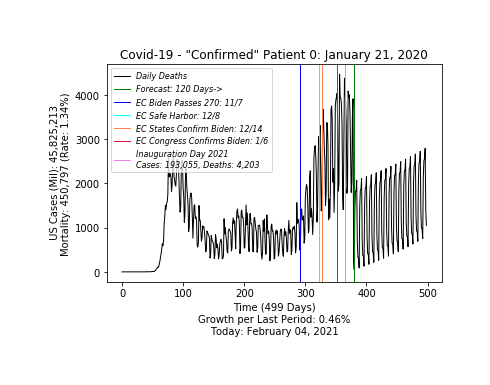 Covid-19 - "Confirmed" Patient 0: January 21, 2020
Daily Deaths
Forecast: 120 Days->
EC Biden Passes 270: 11/7
EC Safe Harbor: 12/8
EC States Confirm Biden: 12/14
EC Congress Confirms Biden: 1/6
Inauguration Day 2021
Cases: 193,055, Deaths: 4,203
US Cases (Mil): 45,825,213
Mortality: 450,797 (Rate: 1.34%)
4000
3000
2000
1000
0
0 100 200 300 400 500
Time (499 Days)
Growth per Last Period: 0.46%
Today: February 04, 2021